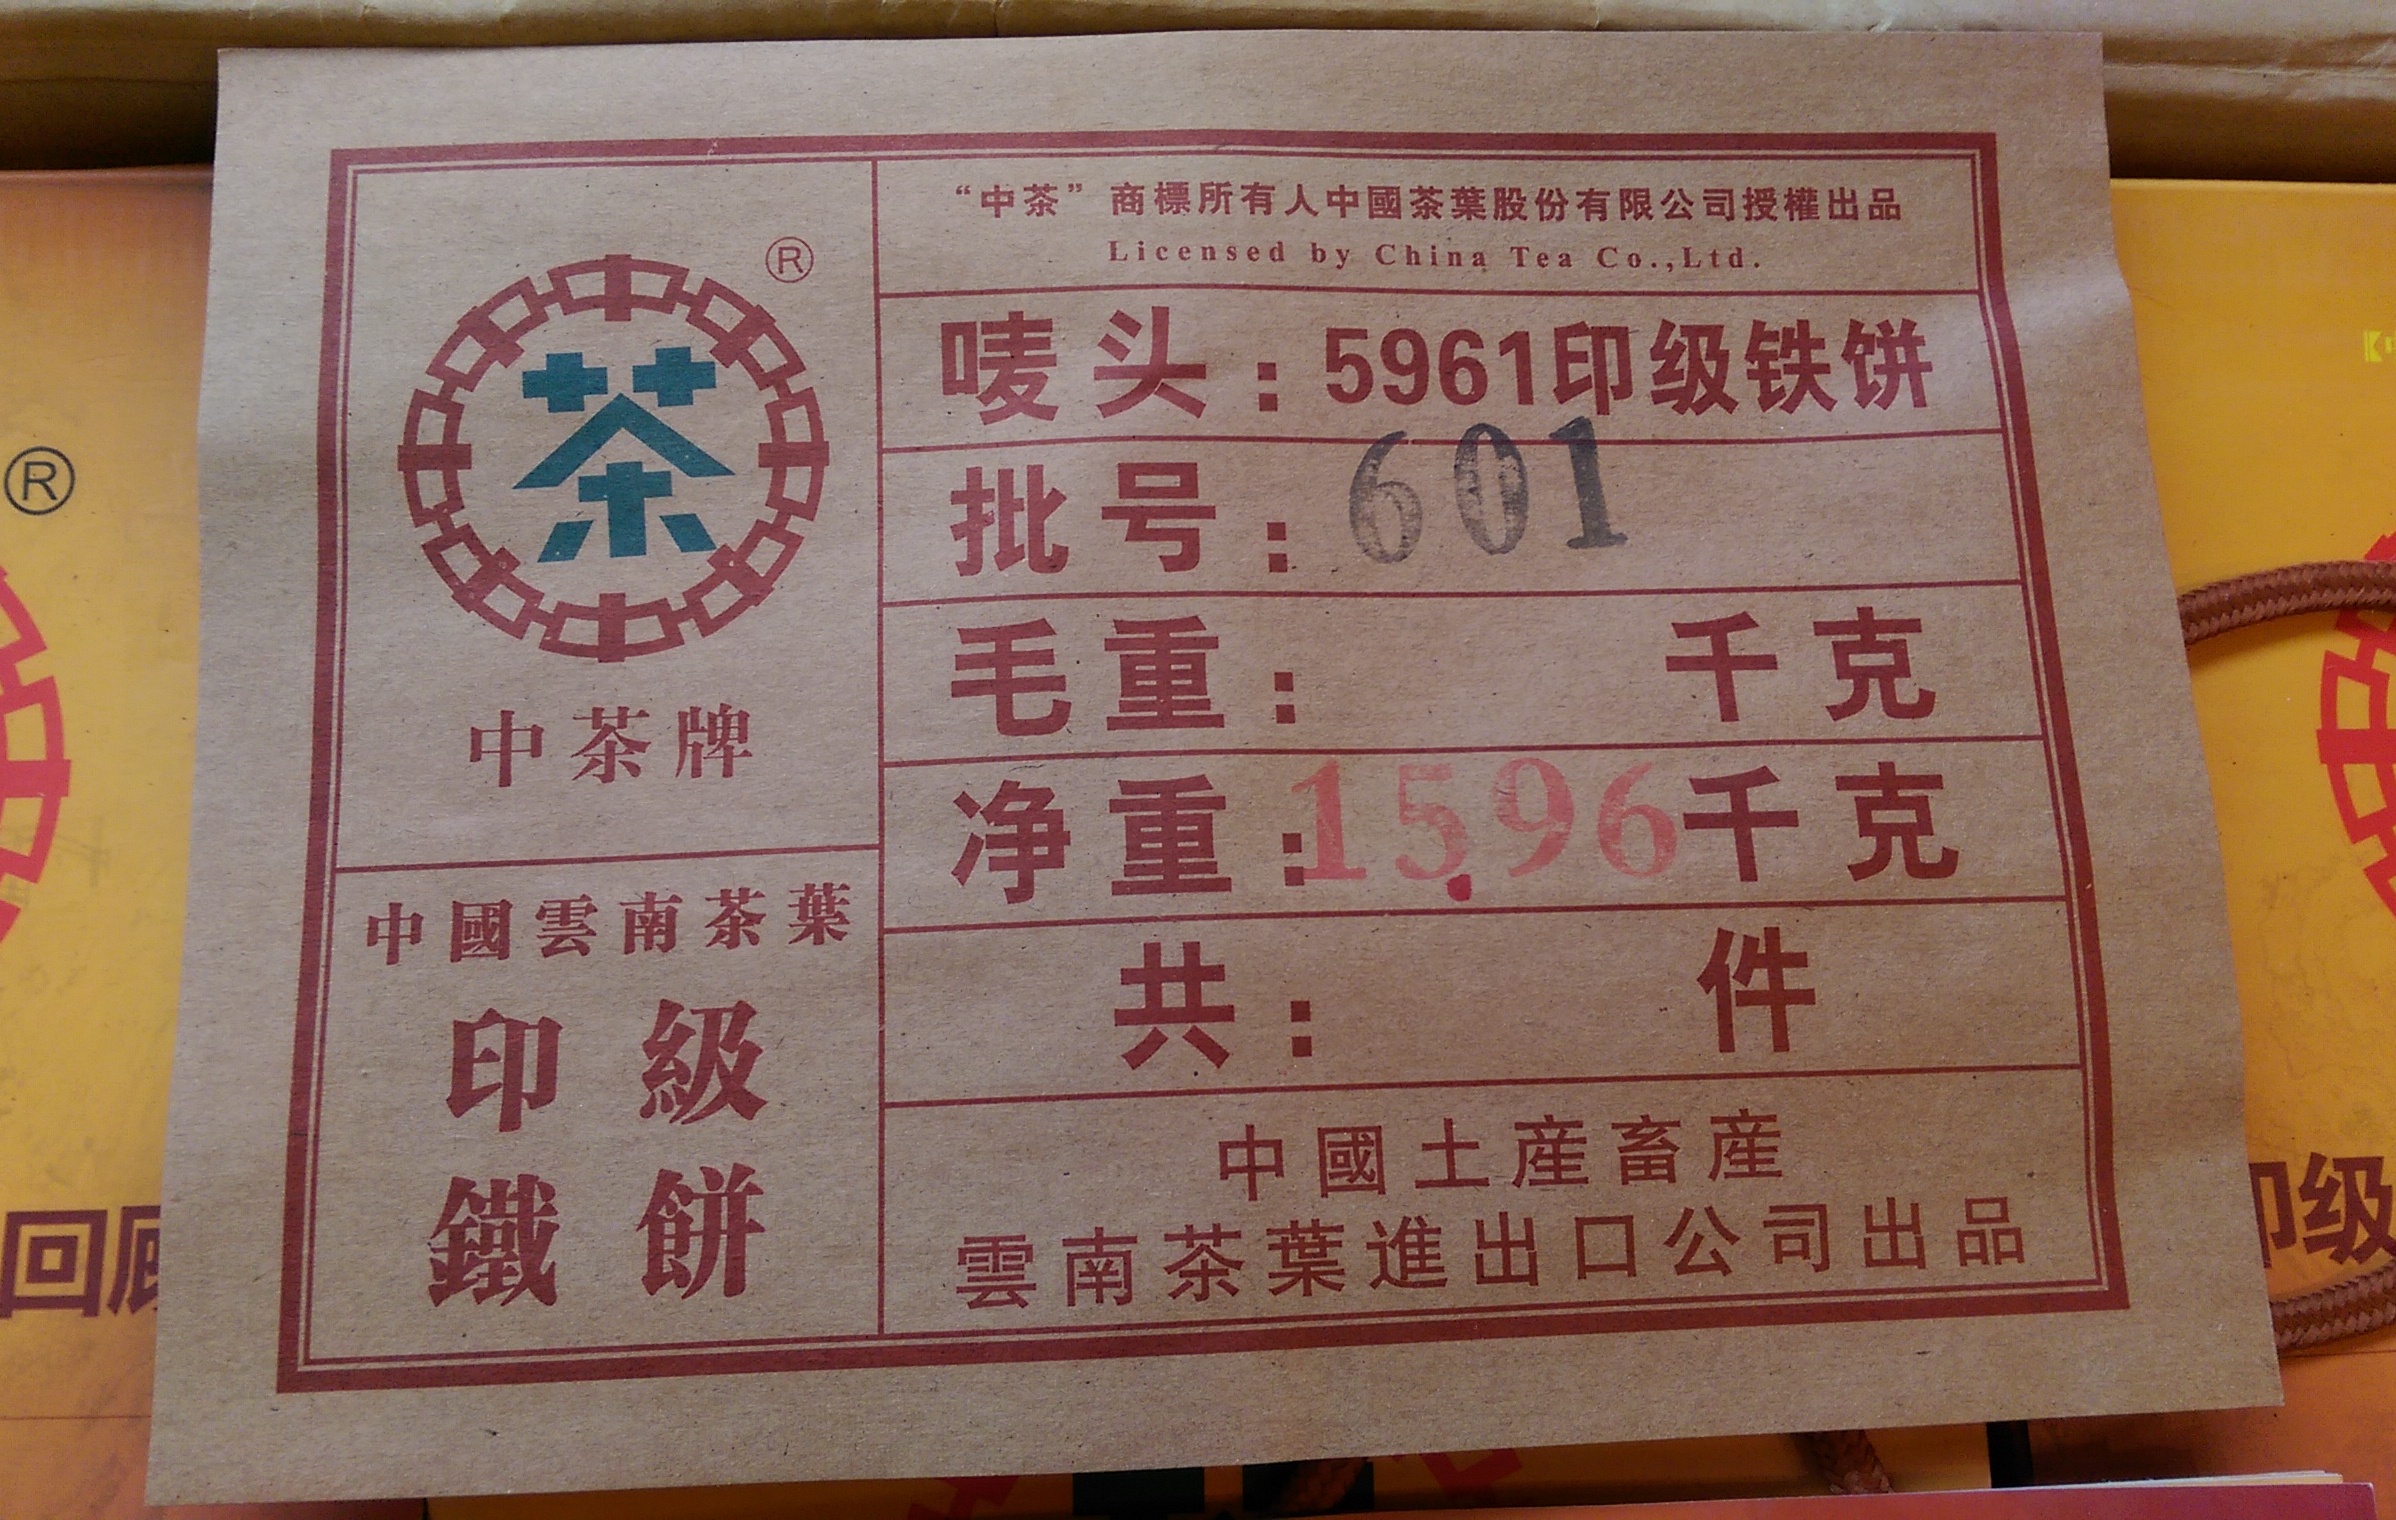 ®
茶
中茶牌
中國雲南茶葉
印級
鐵餅
“中茶”商標所有人中國茶葉股份有限公司授權出品
Licensed by China Tea Co.,Ltd.
唛头：5961印级铁饼
批号：601
毛重： 千克
净重：15.96千克
共： 件
中國土産畜産
雲南茶葉進出口公司出品
®
回顾
印级